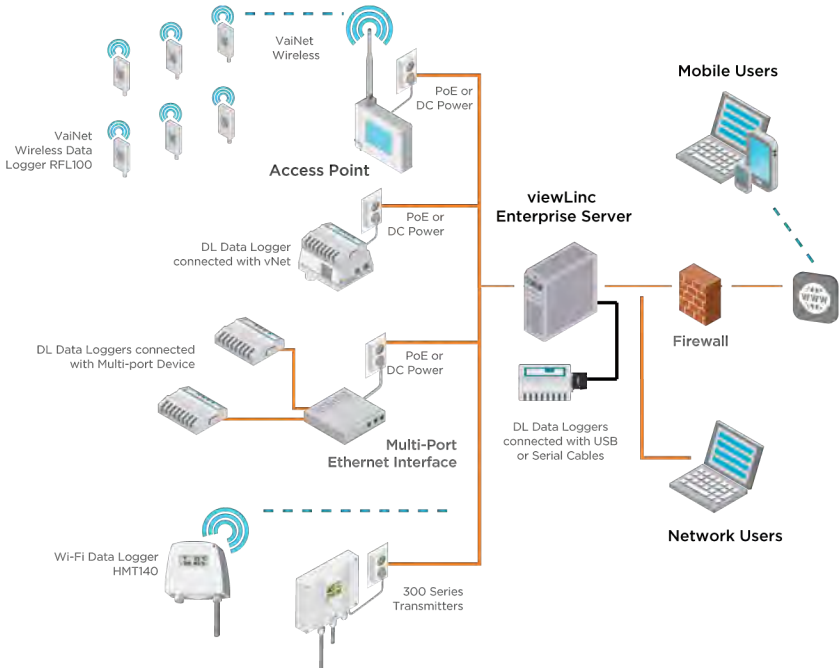 VaiNet
Wireless
Mobile Users
PoE or
DC Power
VaiNet
Wireless Data
Logger RFL100
Access Point
viewLinc
Enterprise Server
PoE or
DC Power
DL Data Logger
connected with vNet
WWW
Firewall
DL Data Loggers connected
with Multi-port Device
PoE or
DC Power
DL Data Loggers
connected with USB
or Serial Cables
Multi-Port
Ethernet Interface
Network Users
Wi-Fi Data Logger
HMT140
300 Series
Transmitters